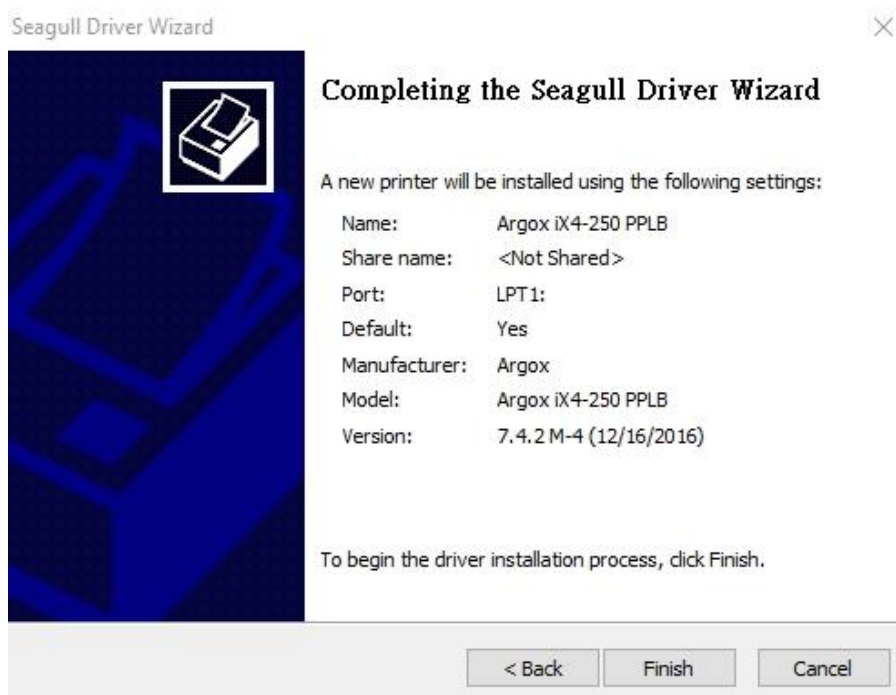 Seagull Driver Wizard
Completing the Seagull Driver Wizard
A new printer will be installed using the following settings:
Name: Argox iX4-250 PPLB
Share name: <Not Shared>
Port: LPT1:
Default: Yes
Manufacturer: Argox
Model: Argox iX4-250 PPLB
Version: 7.4.2 M-4 (12/16/2016)
To begin the driver installation process, click Finish.
< Back Finish Cancel